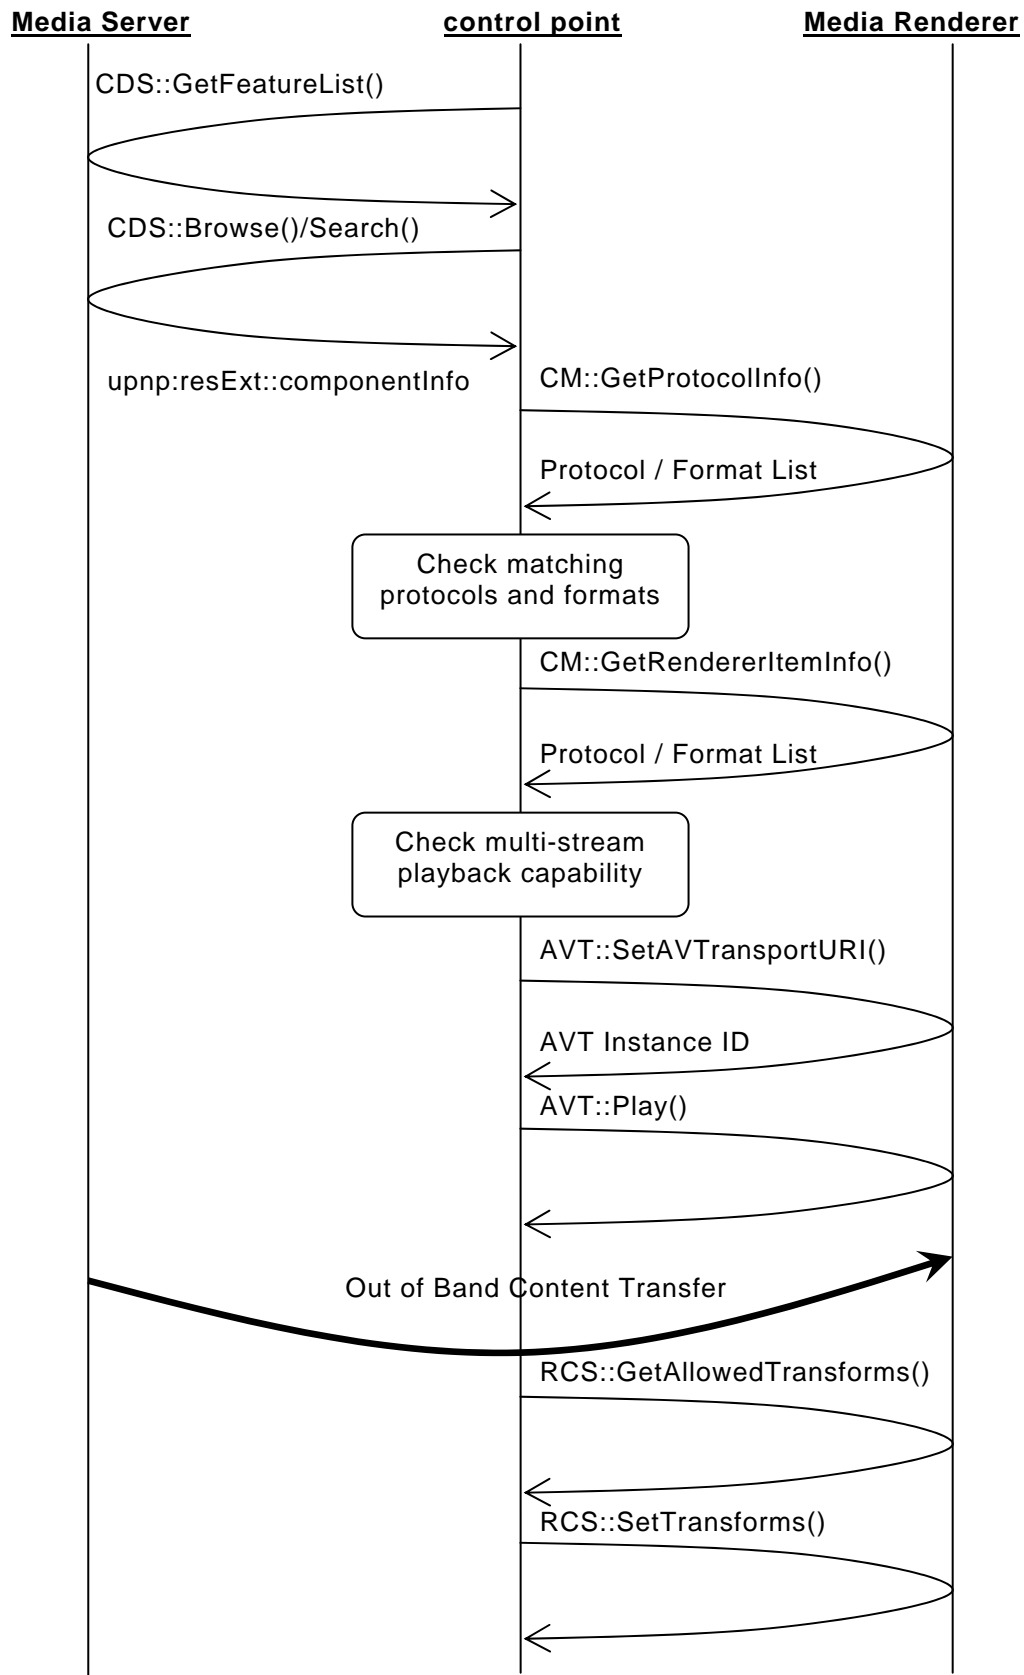 Media Server
control point
Media Renderer
CDS::GetFeatureList()
CDS::Browse()/Search()
upnp:resExt::componentInfo
CM::GetProtocolInfo()
Protocol / Format List
Check matching
protocols and formats
CM::GetRendererItemInfo()
Protocol / Format List
Check multi-stream
playback capability
AVT::SetAVTransportURI()
AVT Instance ID
AVT::Play()
Out of Band Content Transfer
RCS::GetAllowedTransforms()
RCS::SetTransforms()